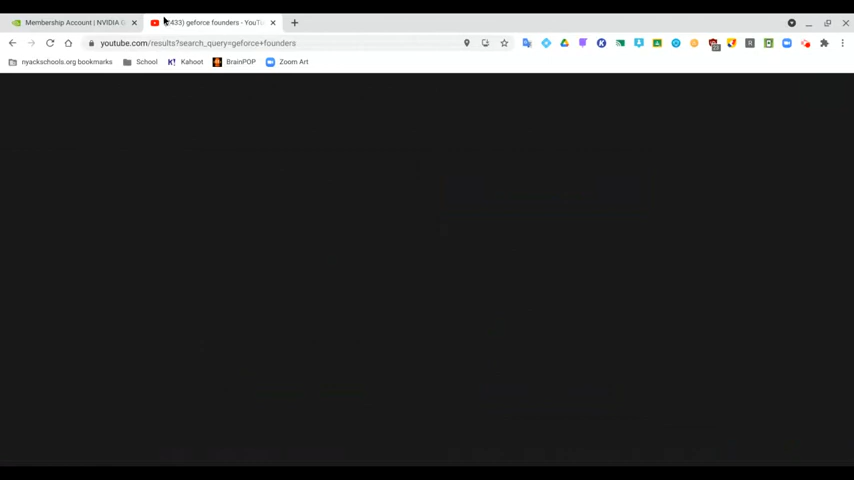 Membership Account | NVIDIA G
(433) geforce founders - YouTu
youtube.com/results?search_query=geforce+founders
nyackschools.org bookmarks School Kahoot BrainPOP Zoom Art